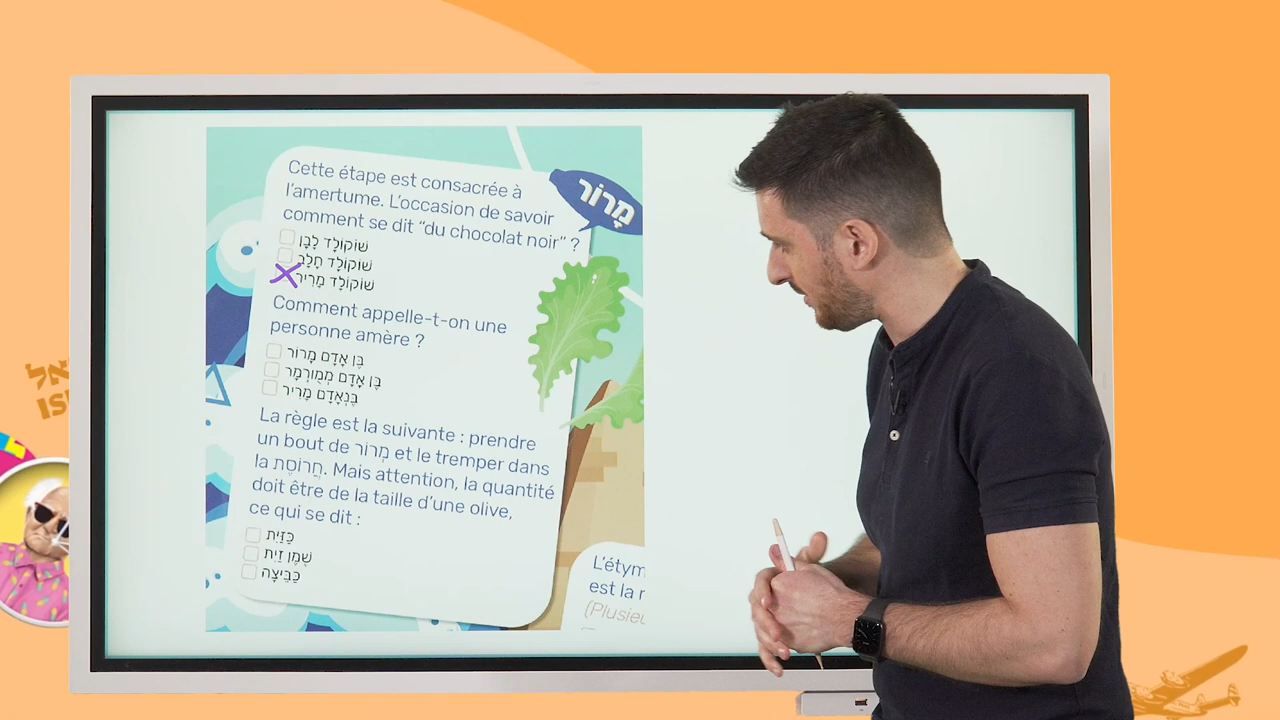 Cette étape est consacrée à
l'amertume. L'occasion de savoir
comment se dit "du chocolat noir" ?
שׁוֹקוֹלָד לָבָן
שׁוֹקוֹלָד חָלָב
שׁוֹקוֹלָד מָרִיר
Comment appelle-t-on une
personne amère ?
בֶּן אָדָם מָרוֹר
בֶּן אָדָם מְמֻורְמָר
בֶּנְאָדָם מָרִיר
La règle est la suivante : prendre
un bout de מָרוֹר et le tremper dans
la חֲרוֹסֶת. Mais attention, la quantité
doit être de la taille d'une olive,
ce qui se dit :
כַּזַּיִת
שֶׁמֶן זַיִת
כַּבֵּיצָה
מָרוֹר
L'étym
est la
(Plusieu